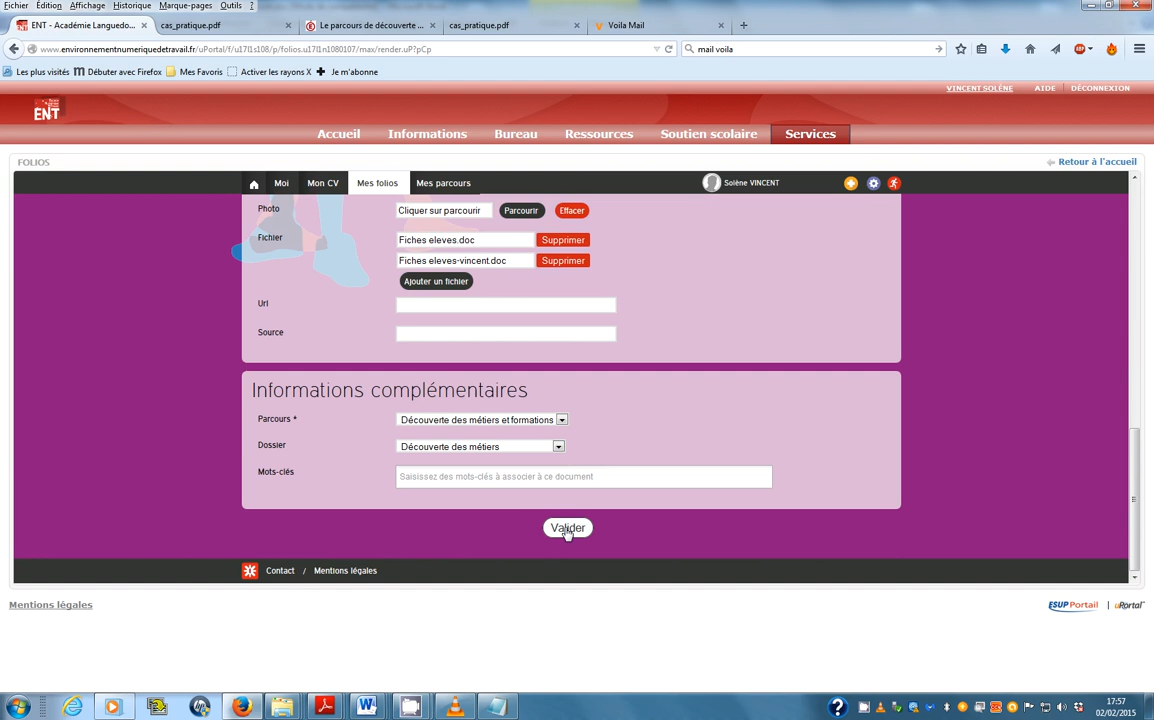 Fichier Édition Affichage Historique Marque-pages Outils ?
ENT - Académie Languedo... cas_pratique.pdf Le parcours de découverte ... cas_pratique.pdf Voila Mail
www.environnementnumeriquedetravail.fr/uPortal/f/u17l1s108/p/folios.u17l1n1080107/max/render.uP?pCp mail voila
Les plus visités Débuter avec Firefox Mes Favoris Activer les rayons X Je m'abonne
VINCENT SOLÈNE AIDE DÉCONNEXION
ENT
Accueil Informations Bureau Ressources Soutien scolaire Services
FOLIOS Retour à l'accueil
Moi Mon CV Mes folios Mes parcours Solène VINCENT
Photo Cliquer sur parcourir Parcourir Effacer
Fichier Fiches eleves.doc Supprimer
Fiches eleves-vincent.doc Supprimer
Ajouter un fichier
Url
Source
Informations complémentaires
Parcours * Découverte des métiers et formations
Dossier Découverte des métiers
Mots-clés Saisissez des mots-clés à associer à ce document
Valider
Contact / Mentions légales
Mentions légales ESUP Portail | uPortal
17:57
02/02/2015